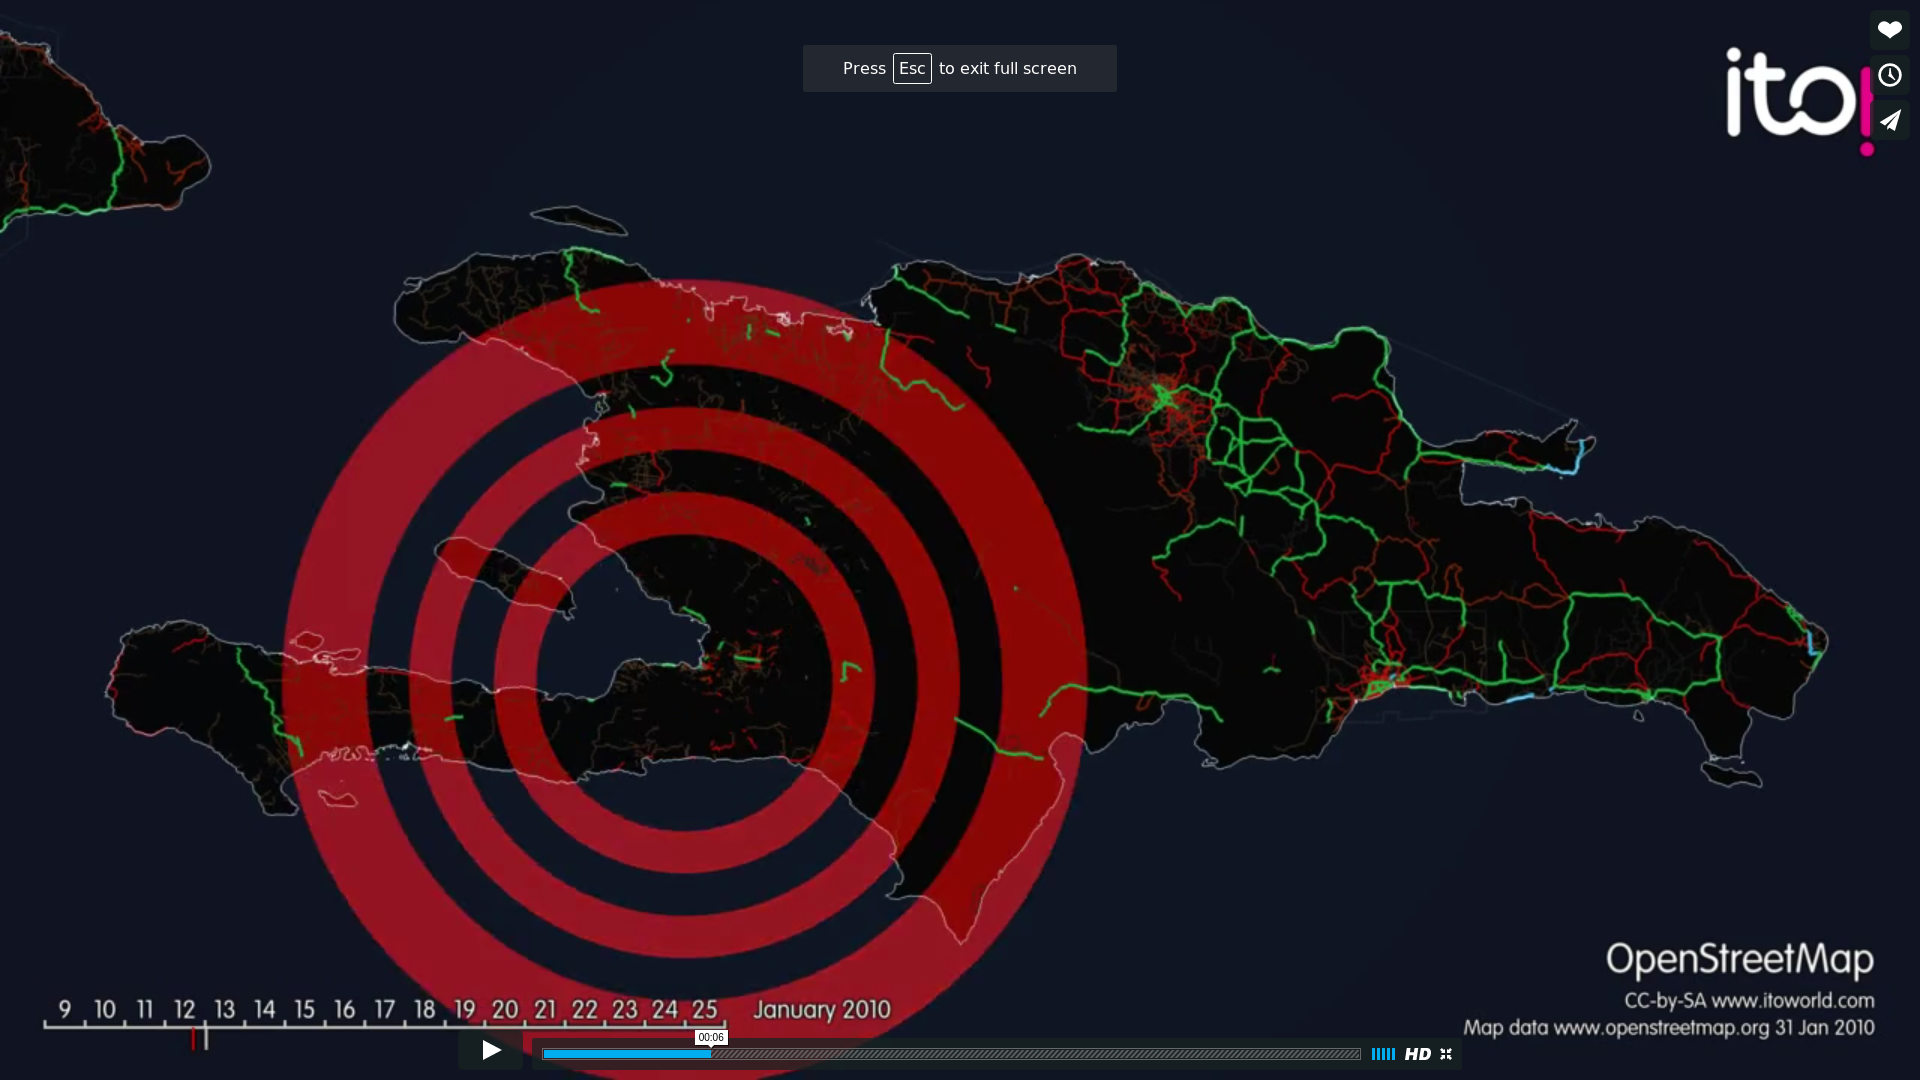 Press Esc to exit full screen
ito!
OpenStreetMap
CC-by-SA www.itoworld.com
Map data www.openstreetmap.org 31 Jan 2010
9 10 11 12 13 14 15 16 17 18 19 20 21 22 23 24 25 January 2010
00:06
HD